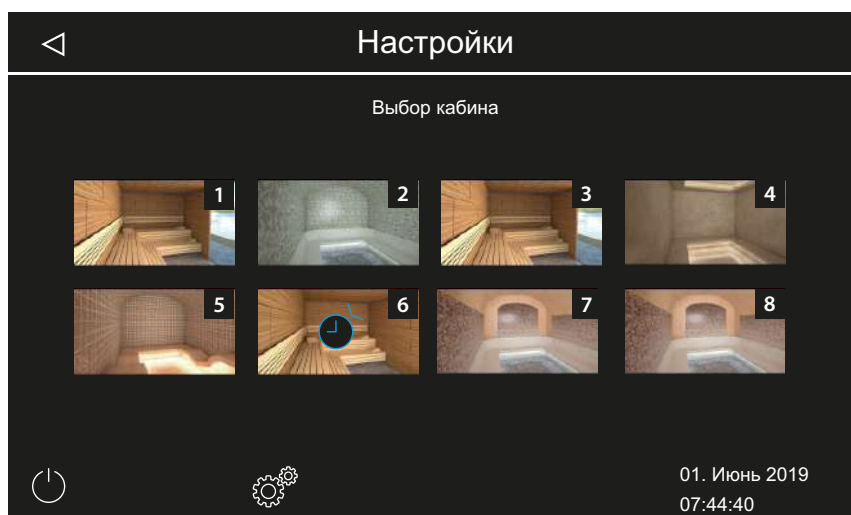 Настройки
Выбор кабина
1 2 3 4
5 6 7 8
01. Июнь 2019
07:44:40